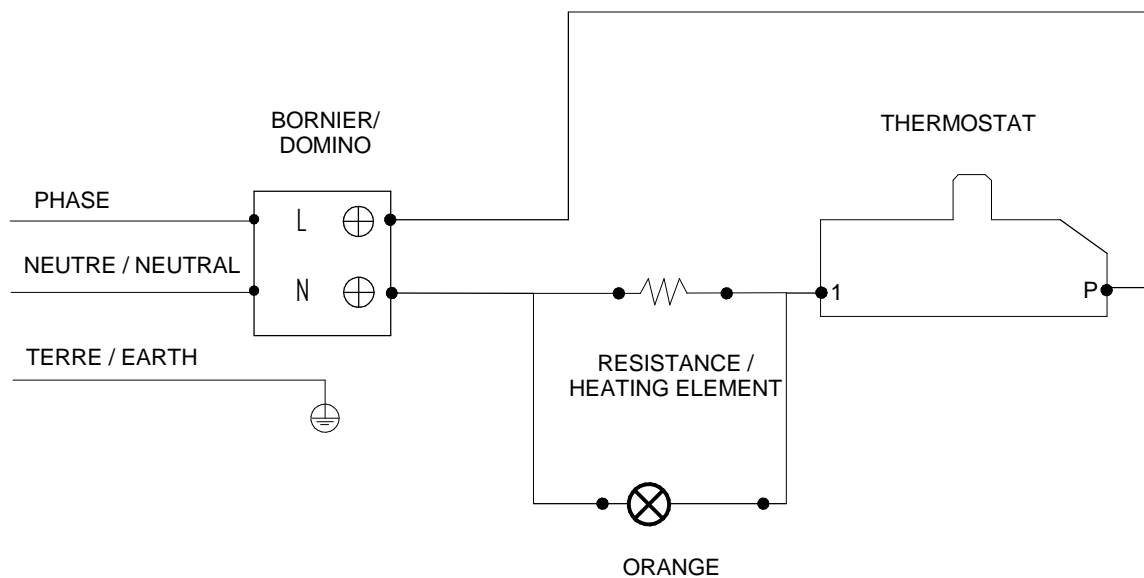 BORNIER/
DOMINO
THERMOSTAT
PHASE
L
NEUTRE / NEUTRAL
N
1
P
TERRE / EARTH
RESISTANCE /
HEATING ELEMENT
ORANGE